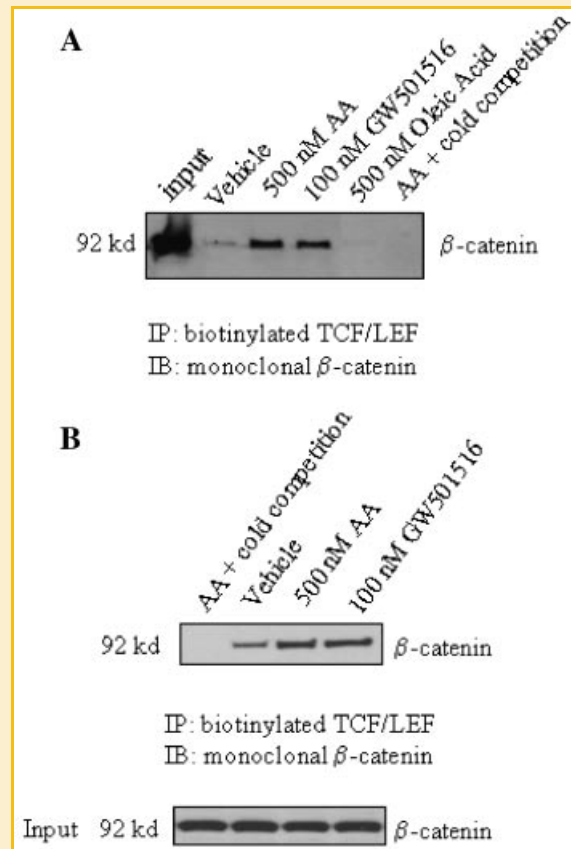 A
input
Vehicle
500 nM AA
100 nM GW501516
500 nM Oleic Acid
AA + cold competition
92 kd
β-catenin
IP: biotinylated TCF/LEF
IB: monoclonal β-catenin
B
AA + cold competition
Vehicle
500 nM AA
100 nM GW501516
92 kd
β-catenin
IP: biotinylated TCF/LEF
IB: monoclonal β-catenin
Input 92 kd
β-catenin